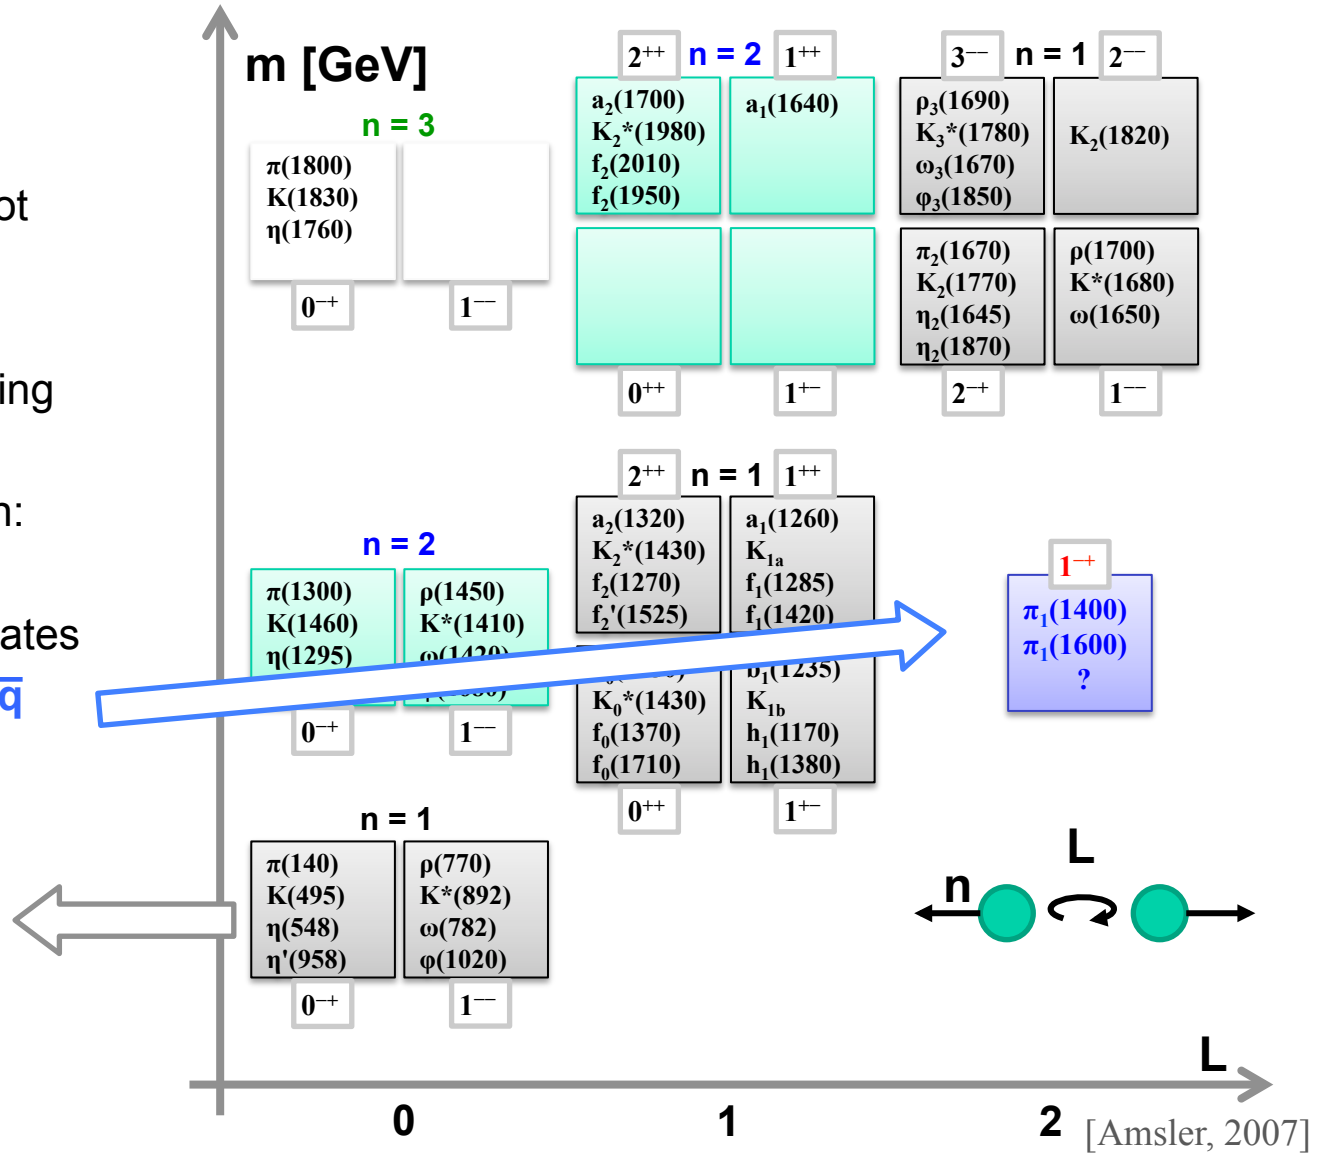 m [GeV]
n = 3
π(1800)
K(1830)
η(1760)
0⁻⁺
1⁻⁻
2⁺⁺
n = 2
1⁺⁺
a₂(1700)
K₂*(1980)
f₂(2010)
f₂(1950)
a₁(1640)
0⁺⁺
1⁺⁻
3⁻⁻
n = 1
2⁻⁻
ρ₃(1690)
K₃*(1780)
ω₃(1670)
φ₃(1850)
K₂(1820)
π₂(1670)
K₂(1770)
η₂(1645)
η₂(1870)
ρ(1700)
K*(1680)
ω(1650)
2⁻⁺
1⁻⁻
ot
ing
n:
ates
q̅
n = 2
π(1300)
K(1460)
η(1295)
ρ(1450)
K*(1410)
ω(1420)
0⁻⁺
1⁻⁻
2⁺⁺
n = 1
1⁺⁺
a₂(1320)
K₂*(1430)
f₂(1270)
f₂'(1525)
a₁(1260)
K₁ₐ
f₁(1285)
f₁(1420)
K₀*(1430)
f₀(1370)
f₀(1710)
b₁(1235)
K₁b
h₁(1170)
h₁(1380)
0⁺⁺
1⁺⁻
1⁻⁺
π₁(1400)
π₁(1600)
?
n = 1
π(140)
K(495)
η(548)
η'(958)
ρ(770)
K*(892)
ω(782)
φ(1020)
0⁻⁺
1⁻⁻
L
n
L
0
1
2
[Amsler, 2007]